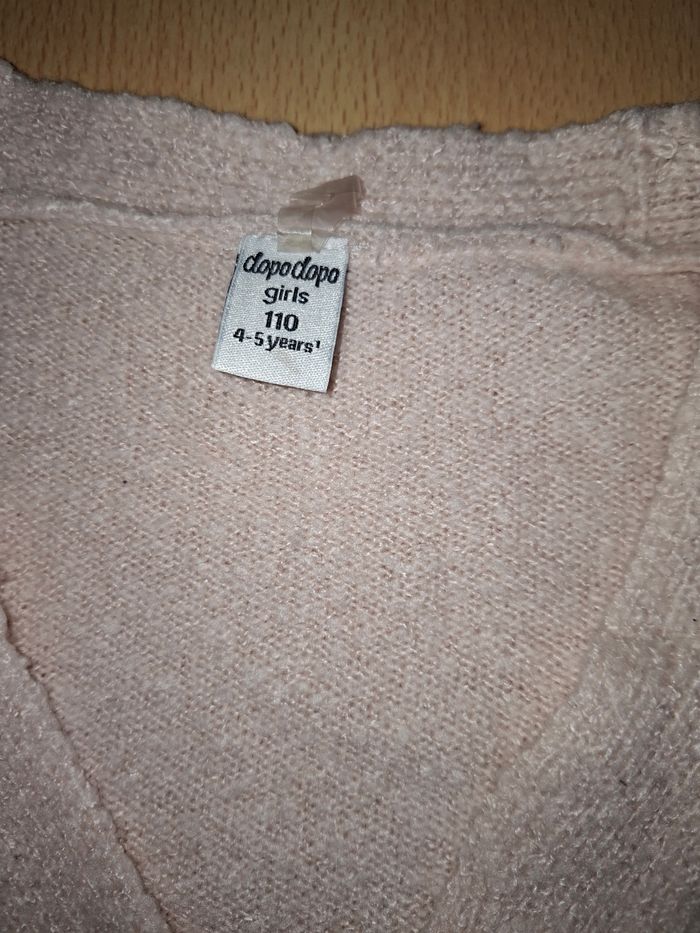 dopodopo
girls
110
4-5 years'